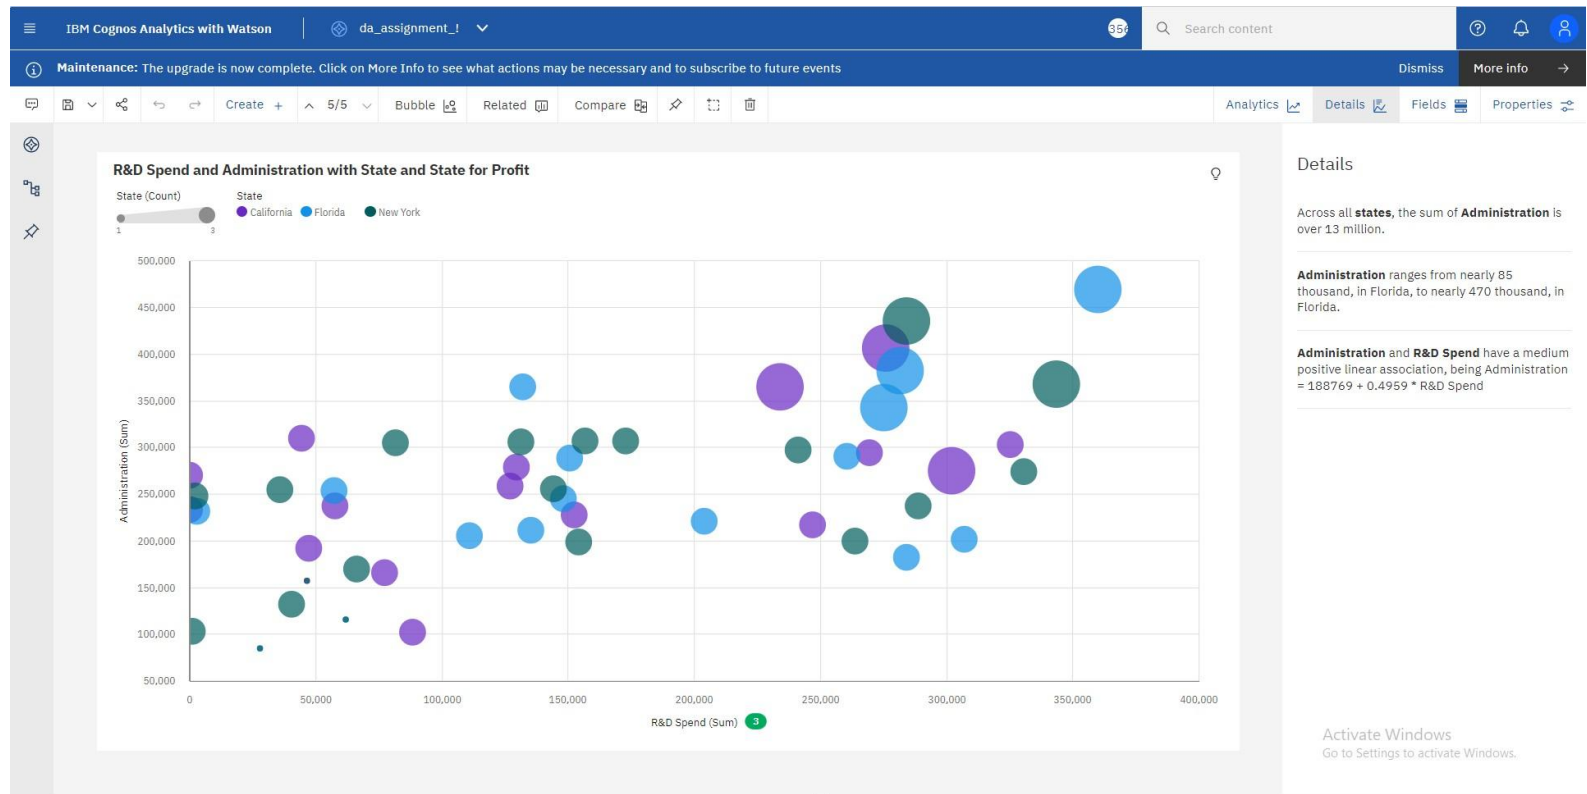 IBM Cognos Analytics with Watson
da_assignment_!
356
Search content
Maintenance: The upgrade is now complete. Click on More Info to see what actions may be necessary and to subscribe to future events
Dismiss
More info
Create +
5/5
Bubble
Related
Compare
Analytics
Details
Fields
Properties
R&D Spend and Administration with State and State for Profit
State (Count)
1
3
State
California
Florida
New York
Administration (Sum)
500,000
450,000
400,000
350,000
300,000
250,000
200,000
150,000
100,000
50,000
0
50,000
100,000
150,000
200,000
250,000
300,000
350,000
400,000
R&D Spend (Sum)
3
Details
Across all states, the sum of Administration is
over 13 million.
Administration ranges from nearly 85
thousand, in Florida, to nearly 470 thousand, in
Florida.
Administration and R&D Spend have a medium
positive linear association, being Administration
= 188769 + 0.4959 * R&D Spend
Activate Windows
Go to Settings to activate Windows.